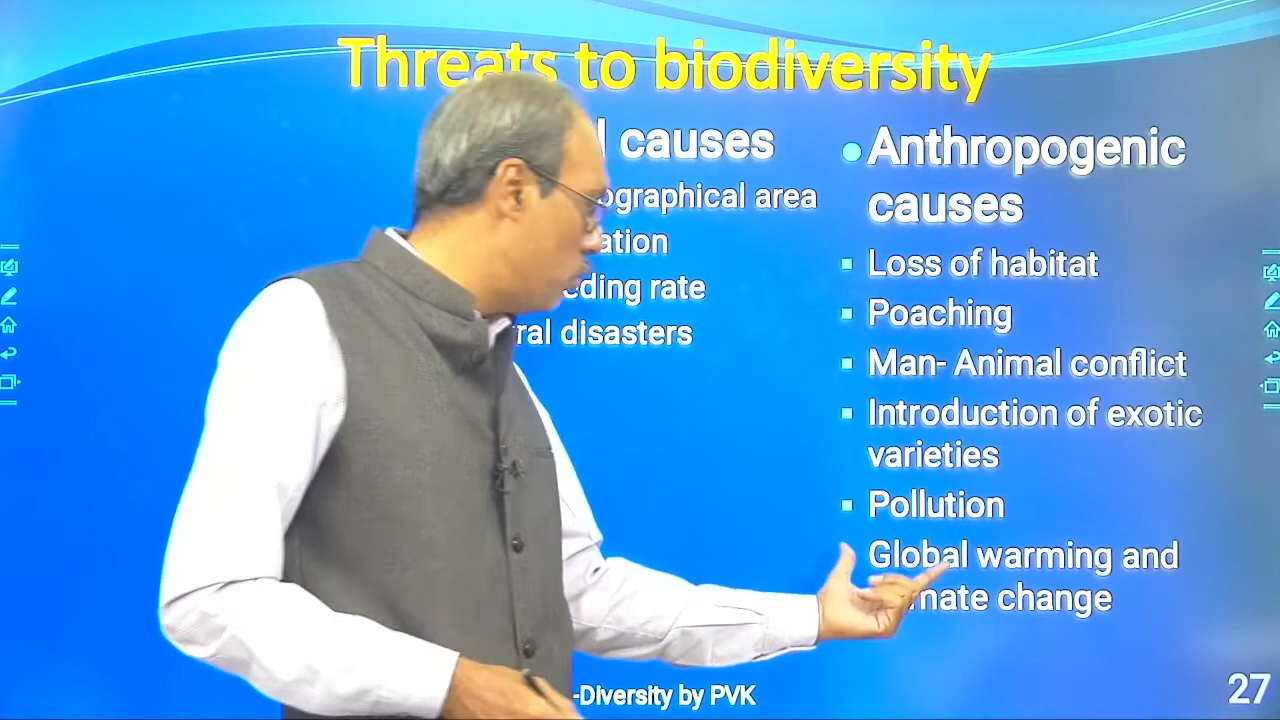 Threats to biodiversity
causes
ographical area
ation
eding rate
ral disasters
Anthropogenic
causes
Loss of habitat
Poaching
Man- Animal conflict
Introduction of exotic
varieties
Pollution
Global warming and
mate change
-Diversity by PVK
27